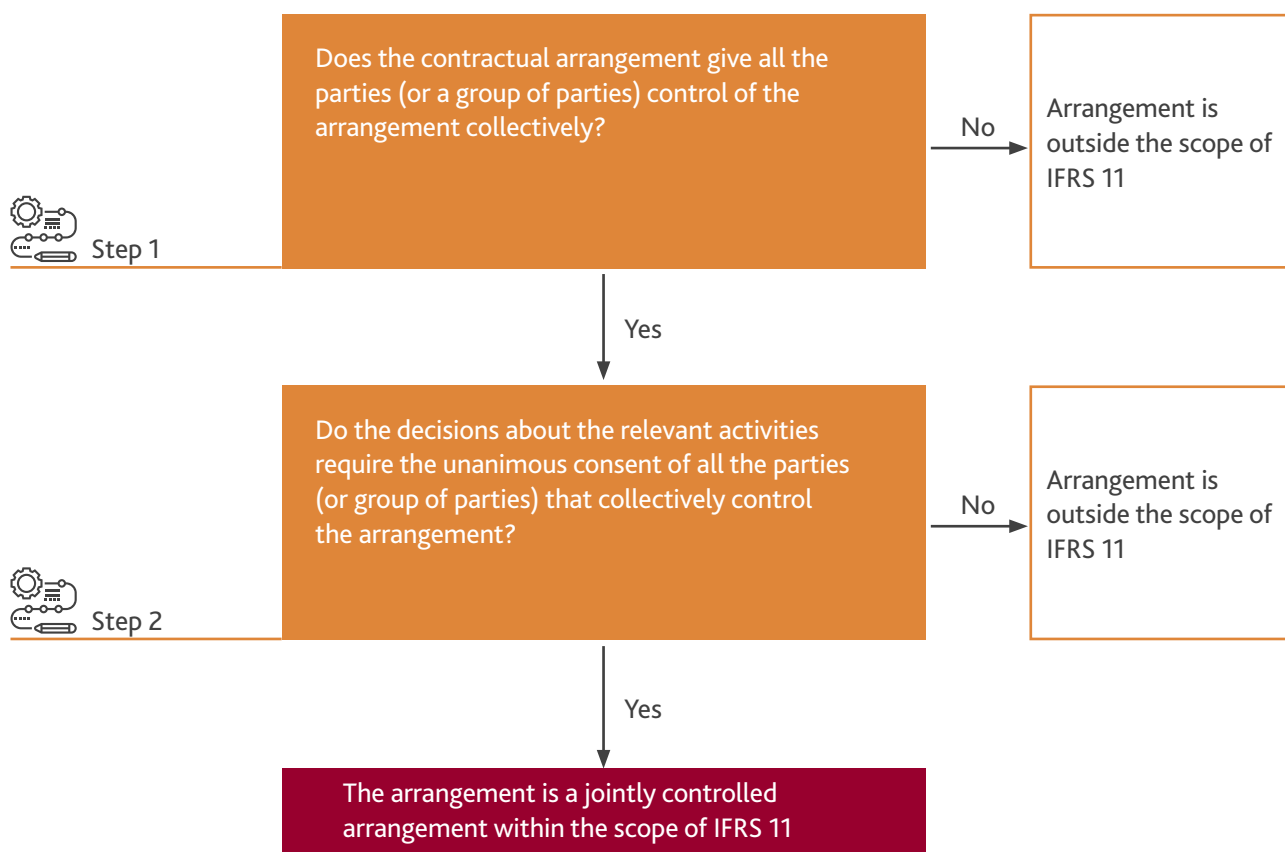 Does the contractual arrangement give all the
parties (or a group of parties) control of the
arrangement collectively?
No
Arrangement is
outside the scope of
IFRS 11
Step 1
Yes
Do the decisions about the relevant activities
require the unanimous consent of all the parties
(or group of parties) that collectively control
the arrangement?
No
Arrangement is
outside the scope of
IFRS 11
Step 2
Yes
The arrangement is a jointly controlled
arrangement within the scope of IFRS 11